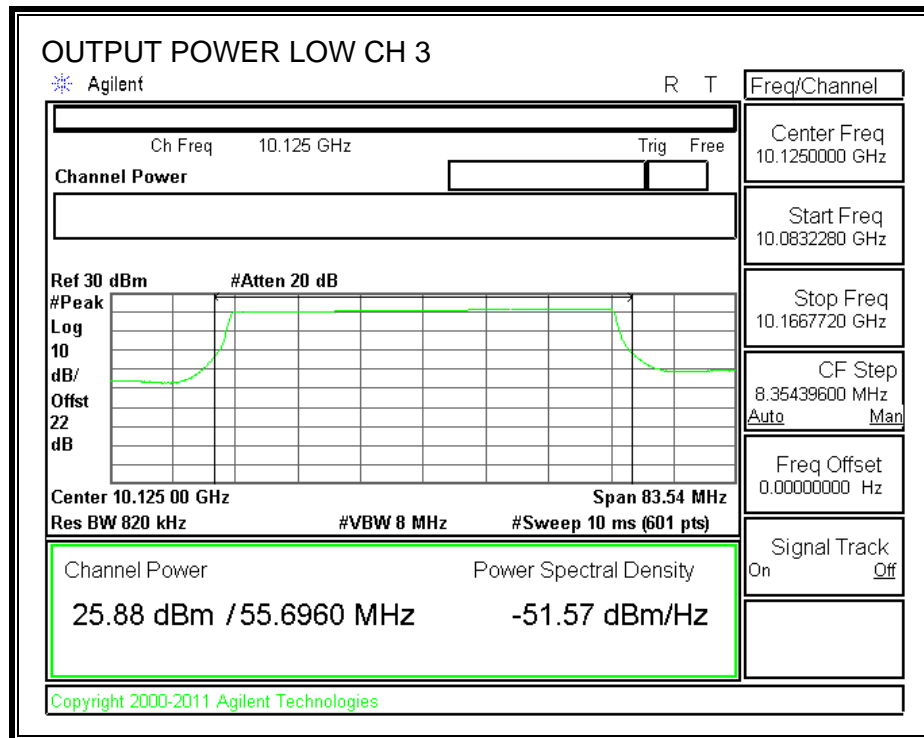 OUTPUT POWER LOW CH 3
Agilent R T
Ch Freq 10.125 GHz Trig Free
Channel Power
Ref 30 dBm #Atten 20 dB
#Peak
Log
10
dB/
Offst
22
dB
Center 10.125 00 GHz Span 83.54 MHz
Res BW 820 kHz #VBW 8 MHz #Sweep 10 ms (601 pts)
Channel Power Power Spectral Density
25.88 dBm / 55.6960 MHz -51.57 dBm/Hz
Copyright 2000-2011 Agilent Technologies
Freq/Channel
Center Freq
10.1250000 GHz
Start Freq
10.0832280 GHz
Stop Freq
10.1667720 GHz
CF Step
8.35439600 MHz
Auto Man
Freq Offset
0.00000000 Hz
Signal Track
On Off